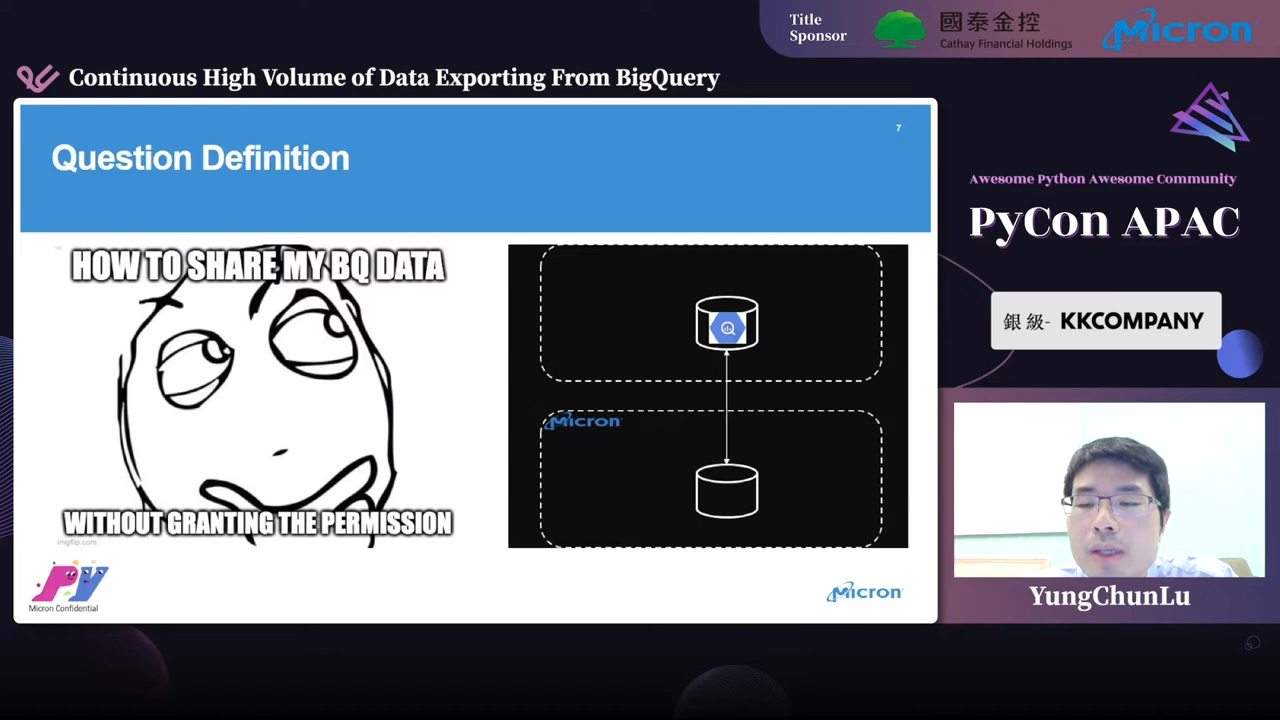 Title
Sponsor
國泰金控
Cathay Financial Holdings
Micron
Continuous High Volume of Data Exporting From BigQuery
7
Question Definition
HOW TO SHARE MY BQ DATA
WITHOUT GRANTING THE PERMISSION
imgflip.com
Micron
PY
Micron Confidential
Micron
Awesome Python Awesome Community
PyCon APAC
銀級- KKCOMPANY
YungChunLu